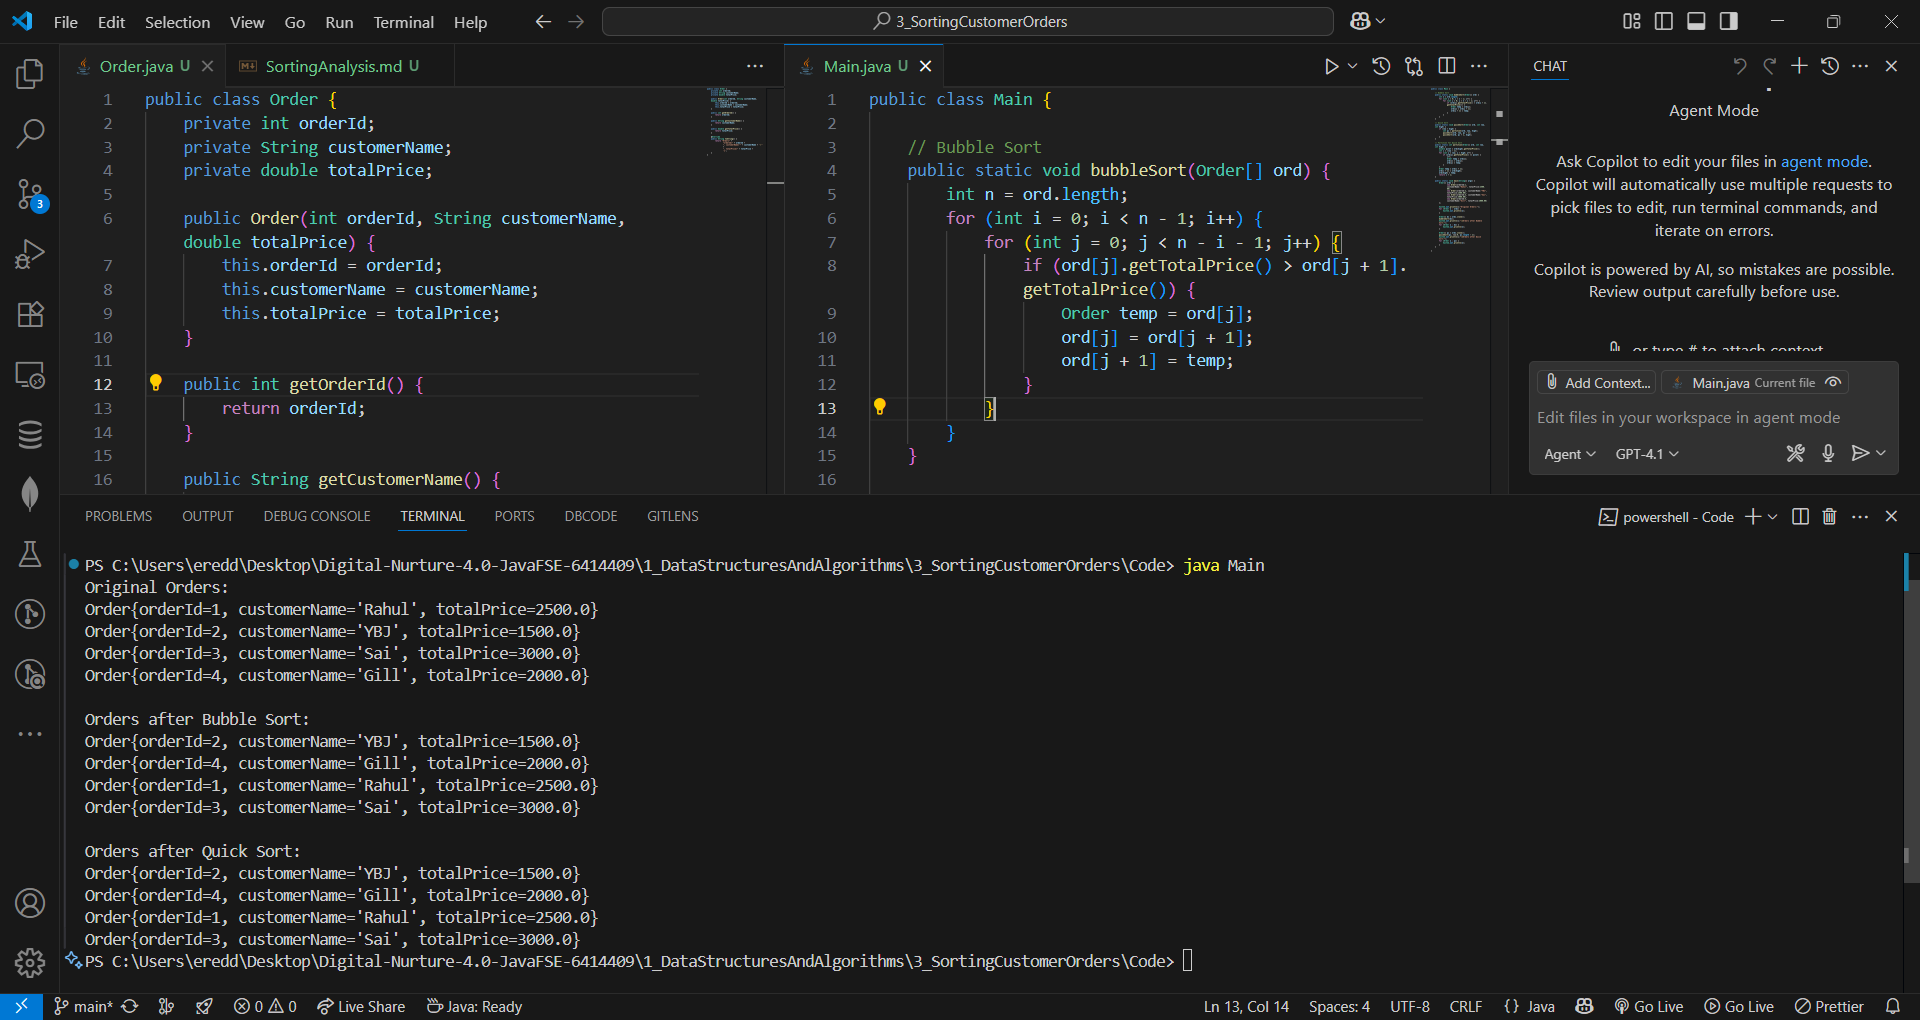 File Edit Selection View Go Run Terminal Help
3_SortingCustomerOrders
Order.java U
SortingAnalysis.md U
1 public class Order {
2 private int orderId;
3 private String customerName;
4 private double totalPrice;
5
6 public Order(int orderId, String customerName,
double totalPrice) {
7 this.orderId = orderId;
8 this.customerName = customerName;
9 this.totalPrice = totalPrice;
10 }
11
12 public int getOrderId() {
13 return orderId;
14 }
15
16 public String getCustomerName() {
Main.java U
1 public class Main {
2
3 // Bubble Sort
4 public static void bubbleSort(Order[] ord) {
5 int n = ord.length;
6 for (int i = 0; i < n - 1; i++) {
7 for (int j = 0; j < n - i - 1; j++) {
8 if (ord[j].getTotalPrice() > ord[j + 1].
getTotalPrice()) {
9 Order temp = ord[j];
10 ord[j] = ord[j + 1];
11 ord[j + 1] = temp;
12 }
13 }
14 }
15 }
16
CHAT
Agent Mode
Ask Copilot to edit your files in agent mode.
Copilot will automatically use multiple requests to
pick files to edit, run terminal commands, and
iterate on errors.
Copilot is powered by AI, so mistakes are possible.
Review output carefully before use.
or type # to attach context
Add Context... Main.java Current file
Edit files in your workspace in agent mode
Agent GPT-4.1
PROBLEMS OUTPUT DEBUG CONSOLE TERMINAL PORTS DBCODE GITLENS
powershell - Code
PS C:\Users\eredd\Desktop\Digital-Nurture-4.0-JavaFSE-6414409\1_DataStructuresAndAlgorithms\3_SortingCustomerOrders\Code> java Main
Original Orders:
Order{orderId=1, customerName='Rahul', totalPrice=2500.0}
Order{orderId=2, customerName='YBJ', totalPrice=1500.0}
Order{orderId=3, customerName='Sai', totalPrice=3000.0}
Order{orderId=4, customerName='Gill', totalPrice=2000.0}
Orders after Bubble Sort:
Order{orderId=2, customerName='YBJ', totalPrice=1500.0}
Order{orderId=4, customerName='Gill', totalPrice=2000.0}
Order{orderId=1, customerName='Rahul', totalPrice=2500.0}
Order{orderId=3, customerName='Sai', totalPrice=3000.0}
Orders after Quick Sort:
Order{orderId=2, customerName='YBJ', totalPrice=1500.0}
Order{orderId=4, customerName='Gill', totalPrice=2000.0}
Order{orderId=1, customerName='Rahul', totalPrice=2500.0}
Order{orderId=3, customerName='Sai', totalPrice=3000.0}
PS C:\Users\eredd\Desktop\Digital-Nurture-4.0-JavaFSE-6414409\1_DataStructuresAndAlgorithms\3_SortingCustomerOrders\Code>
3
main* 0 0 Live Share Java: Ready
Ln 13, Col 14 Spaces: 4 UTF-8 CRLF {} Java Go Live Go Live Prettier